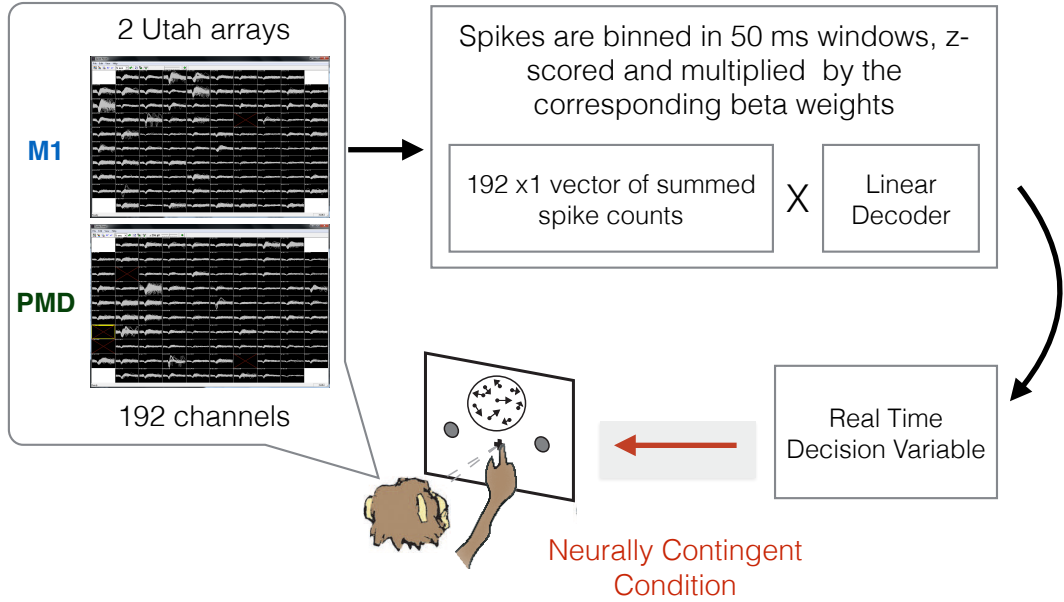 2 Utah arrays
M1
PMD
192 channels
Spikes are binned in 50 ms windows, z-
scored and multiplied by the
corresponding beta weights
192 x1 vector of summed
spike counts
X
Linear
Decoder
Real Time
Decision Variable
Neurally Contingent
Condition